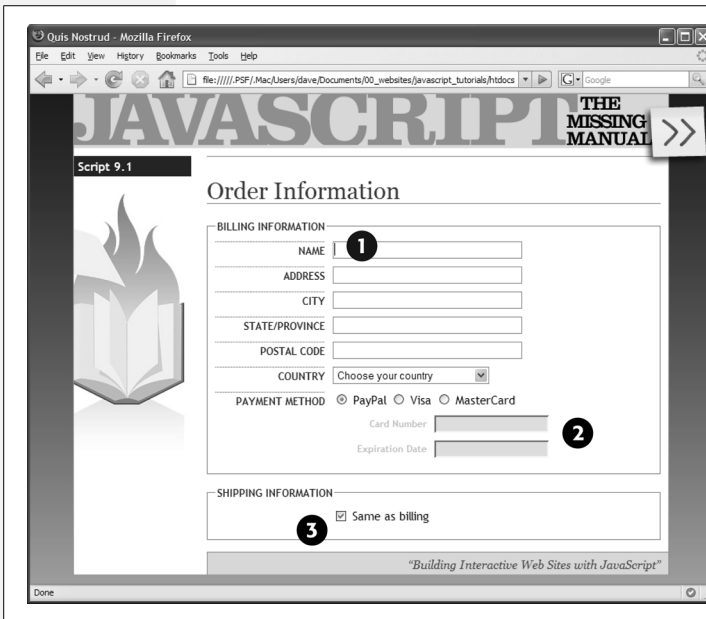 Quis Nostrud - Mozilla Firefox
File Edit View History Bookmarks Tools Help
file://///.PSF/.Mac/Users/dave/Documents/00_websites/javascript_tutorials/htdocs
G Google
JAVASCRIPT
THE
MISSING
MANUAL
>>
Script 9.1
Order Information
BILLING INFORMATION
NAME
1
ADDRESS
CITY
STATE/PROVINCE
POSTAL CODE
COUNTRY Choose your country
PAYMENT METHOD PayPal Visa MasterCard
Card Number
2
Expiration Date
SHIPPING INFORMATION
Same as billing
3
“Building Interactive Web Sites with JavaScript”
Done